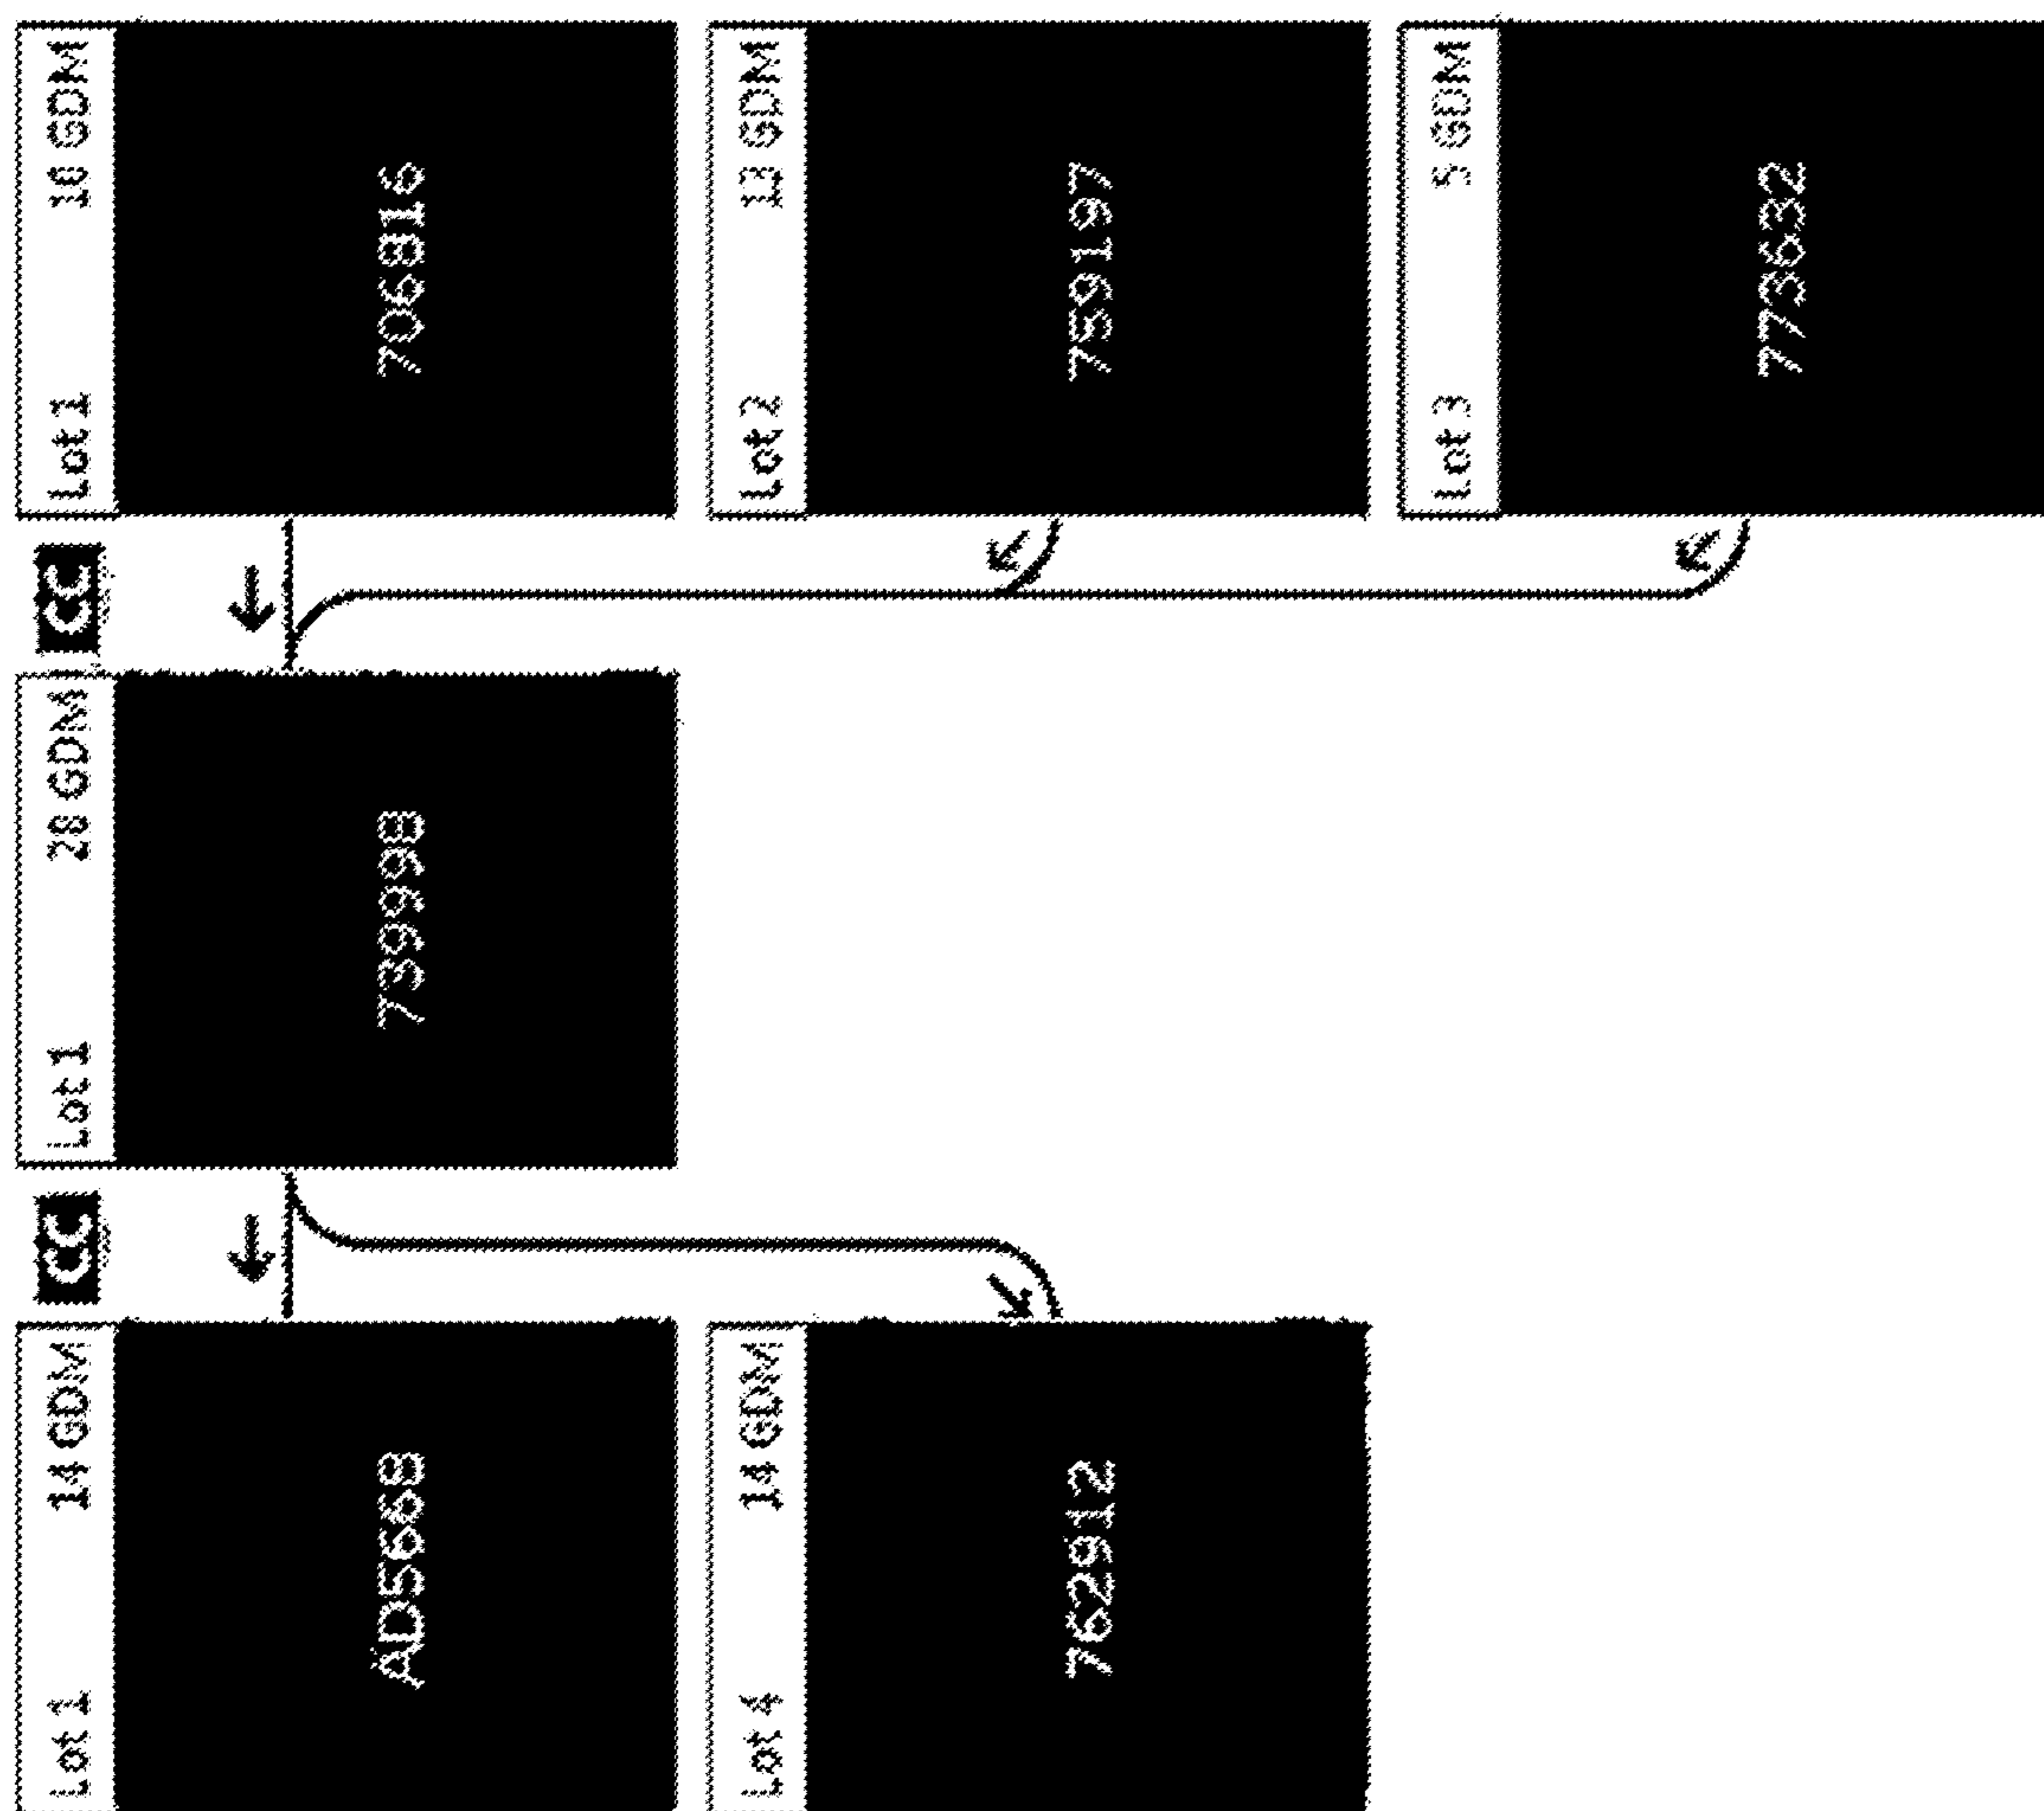 Lot 1 10 GDM
706816
Lot 2 13 GDM
759197
Lot 3 5 GDM
773632
CC
Lot 1 28 GDM
739998
CC
Lot 1 14 GDM
AD5668
Lot 4 14 GDM
762912